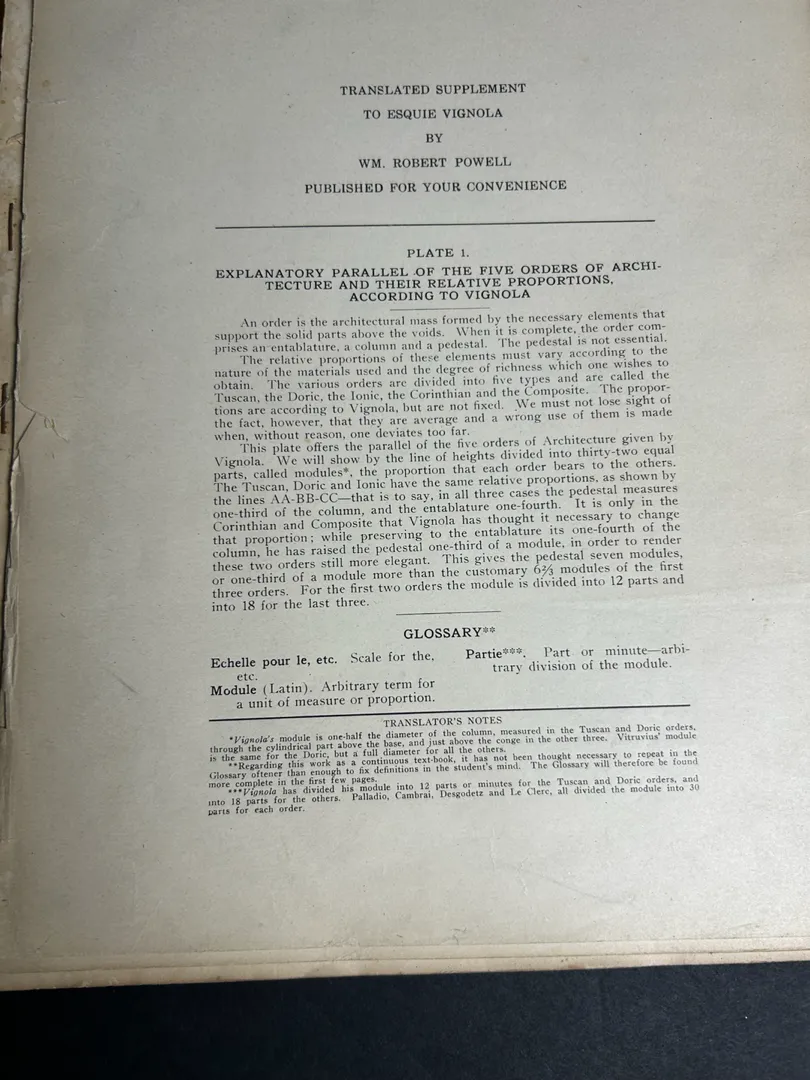 TRANSLATED SUPPLEMENT
TO ESQUIE VIGNOLA
BY
WM. ROBERT POWELL
PUBLISHED FOR YOUR CONVENIENCE
PLATE 1.
EXPLANATORY PARALLEL OF THE FIVE ORDERS OF ARCHI-
TECTURE AND THEIR RELATIVE PROPORTIONS,
ACCORDING TO VIGNOLA
An order is the architectural mass formed by the necessary elements that
support the solid parts above the voids. When it is complete, the order com-
prises an entablature, a column and a pedestal. The pedestal is not essential.
The relative proportions of these elements must vary according to the
nature of the materials used and the degree of richness which one wishes to
obtain. The various orders are divided into five types and are called the
Tuscan, the Doric, the Ionic, the Corinthian and the Composite. The propor-
tions are according to Vignola, but are not fixed. We must not lose sight of
the fact, however, that they are average and a wrong use of them is made
when, without reason, one deviates too far.
This plate offers the parallel of the five orders of Architecture given by
Vignola. We will show by the line of heights divided into thirty-two equal
parts, called modules*, the proportion that each order bears to the others.
The Tuscan, Doric and Ionic have the same relative proportions, as shown by
the lines AA-BB-CC—that is to say, in all three cases the pedestal measures
one-third of the column, and the entablature one-fourth. It is only in the
Corinthian and Composite that Vignola has thought it necessary to change
that proportion; while preserving to the entablature its one-fourth of the
column, he has raised the pedestal one-third of a module, in order to render
these two orders still more elegant. This gives the pedestal seven modules,
or one-third of a module more than the customary 6⅔ modules of the first
three orders. For the first two orders the module is divided into 12 parts and
into 18 for the last three.
GLOSSARY**
Echelle pour le, etc. Scale for the,
etc.
Module (Latin). Arbitrary term for
a unit of measure or proportion.
Partie***. Part or minute—arbi-
trary division of the module.
TRANSLATOR'S NOTES
*Vignola's module is one-half the diameter of the column, measured in the Tuscan and Doric orders,
through the cylindrical part above the base, and just above the conge in the other three. Vitruvius' module
is the same for the Doric, but a full diameter for all the others.
**Regarding this work as a continuous text-book, it has not been thought necessary to repeat in the
Glossary oftener than enough to fix definitions in the student's mind. The Glossary will therefore be found
more complete in the first few pages.
***Vignola has divided his module into 12 parts or minutes for the Tuscan and Doric orders, and
into 18 parts for the others. Palladio, Cambrai, Desgodetz and Le Clerc, all divided the module into 30
parts for each order.